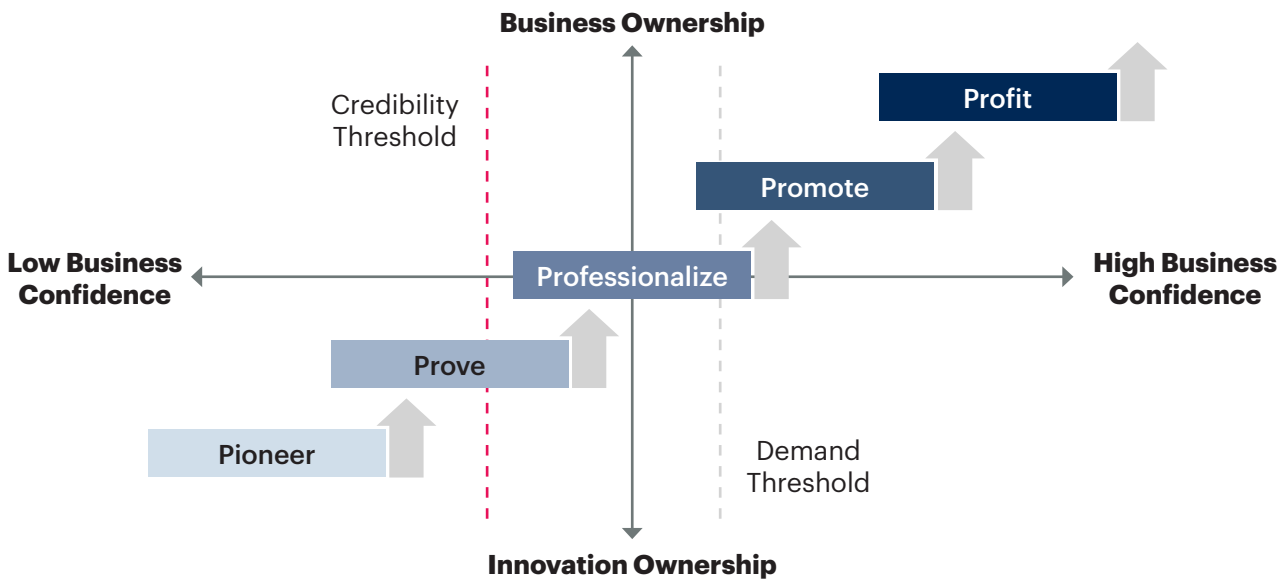 Business Ownership
Credibility
Threshold
Profit
Promote
Low Business
Confidence
Professionalize
High Business
Confidence
Prove
Pioneer
Demand
Threshold
Innovation Ownership